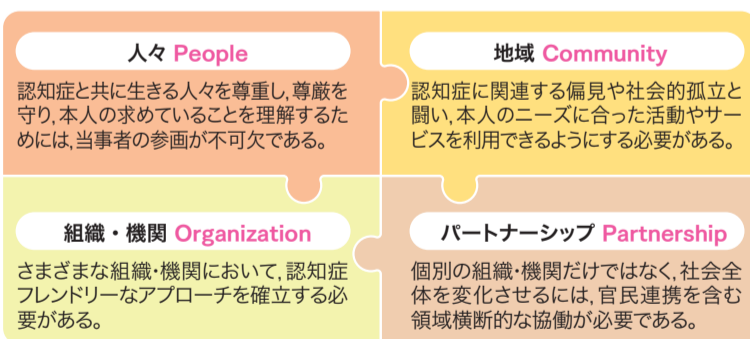 人々 People
認知症と共に生きる人々を尊重し,尊厳を
守り,本人の求めていることを理解するた
めには,当事者の参画が不可欠である。
地域 Community
認知症に関連する偏見や社会的孤立と
闘い,本人のニーズに合った活動やサー
ビスを利用できるようにする必要がある。
組織・機関 Organization
さまざまな組織・機関において,認知症
フレンドリーなアプローチを確立する必
要がある。
パートナーシップ Partnership
個別の組織・機関だけではなく,社会全
体を変化させるには,官民連携を含む
領域横断的な協働が必要である。